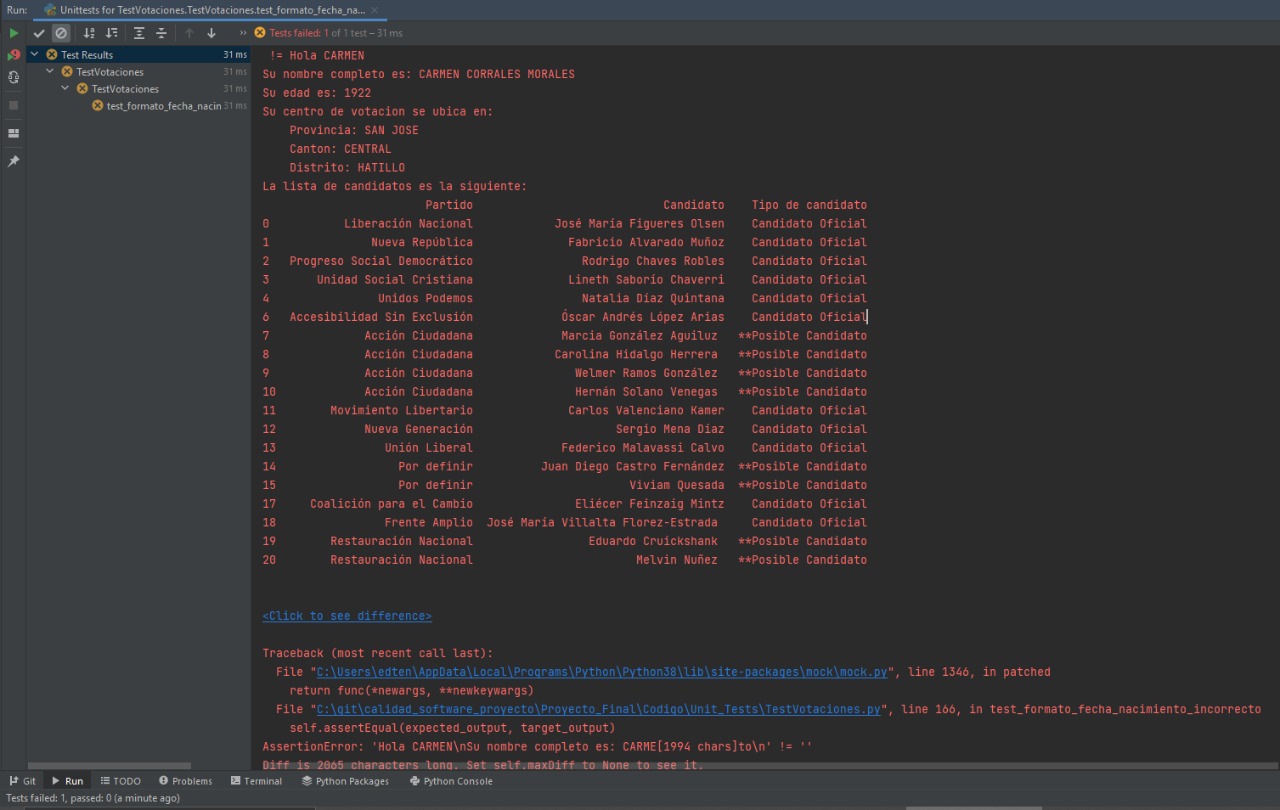 Run: Unittests for TestVotaciones.TestVotaciones.test_formato_fecha_na... ×
» Tests failed: 1 of 1 test – 31 ms
Test Results 31 ms
TestVotaciones 31 ms
TestVotaciones 31 ms
test_formato_fecha_nacin 31 ms
!= Hola CARMEN
Su nombre completo es: CARMEN CORRALES MORALES
Su edad es: 1922
Su centro de votacion se ubica en:
Provincia: SAN JOSE
Canton: CENTRAL
Distrito: HATILLO
La lista de candidatos es la siguiente:
Partido Candidato Tipo de candidato
0 Liberación Nacional José María Figueres Olsen Candidato Oficial
1 Nueva República Fabricio Alvarado Muñoz Candidato Oficial
2 Progreso Social Democrático Rodrigo Chaves Robles Candidato Oficial
3 Unidad Social Cristiana Lineth Saborío Chaverri Candidato Oficial
4 Unidos Podemos Natalia Díaz Quintana Candidato Oficial
6 Accesibilidad Sin Exclusión Óscar Andrés López Arias Candidato Oficial
7 Acción Ciudadana Marcia González Aguiluz **Posible Candidato
8 Acción Ciudadana Carolina Hidalgo Herrera **Posible Candidato
9 Acción Ciudadana Welmer Ramos González **Posible Candidato
10 Acción Ciudadana Hernán Solano Venegas **Posible Candidato
11 Movimiento Libertario Carlos Valenciano Kamer Candidato Oficial
12 Nueva Generación Sergio Mena Díaz Candidato Oficial
13 Unión Liberal Federico Malavassi Calvo Candidato Oficial
14 Por definir Juan Diego Castro Fernández **Posible Candidato
15 Por definir Viviam Quesada **Posible Candidato
17 Coalición para el Cambio Eliécer Feinzaig Mintz Candidato Oficial
18 Frente Amplio José María Villalta Florez-Estrada Candidato Oficial
19 Restauración Nacional Eduardo Cruickshank **Posible Candidato
20 Restauración Nacional Melvin Nuñez **Posible Candidato
<Click to see difference>
Traceback (most recent call last):
File "C:\Users\edten\AppData\Local\Programs\Python\Python38\lib\site-packages\mock\mock.py", line 1346, in patched
return func(*newargs, **newkeywargs)
File "C:\git\calidad_software_proyecto\Proyecto_Final\Codigo\Unit_Tests\TestVotaciones.py", line 166, in test_formato_fecha_nacimiento_incorrecto
self.assertEqual(expected_output, target_output)
AssertionError: 'Hola CARMEN\nSu nombre completo es: CARME[1994 chars]to\n' != ''
Diff is 2065 characters long. Set self.maxDiff to None to see it.
Git Run TODO Problems Terminal Python Packages Python Console
Tests failed: 1, passed: 0 (a minute ago)